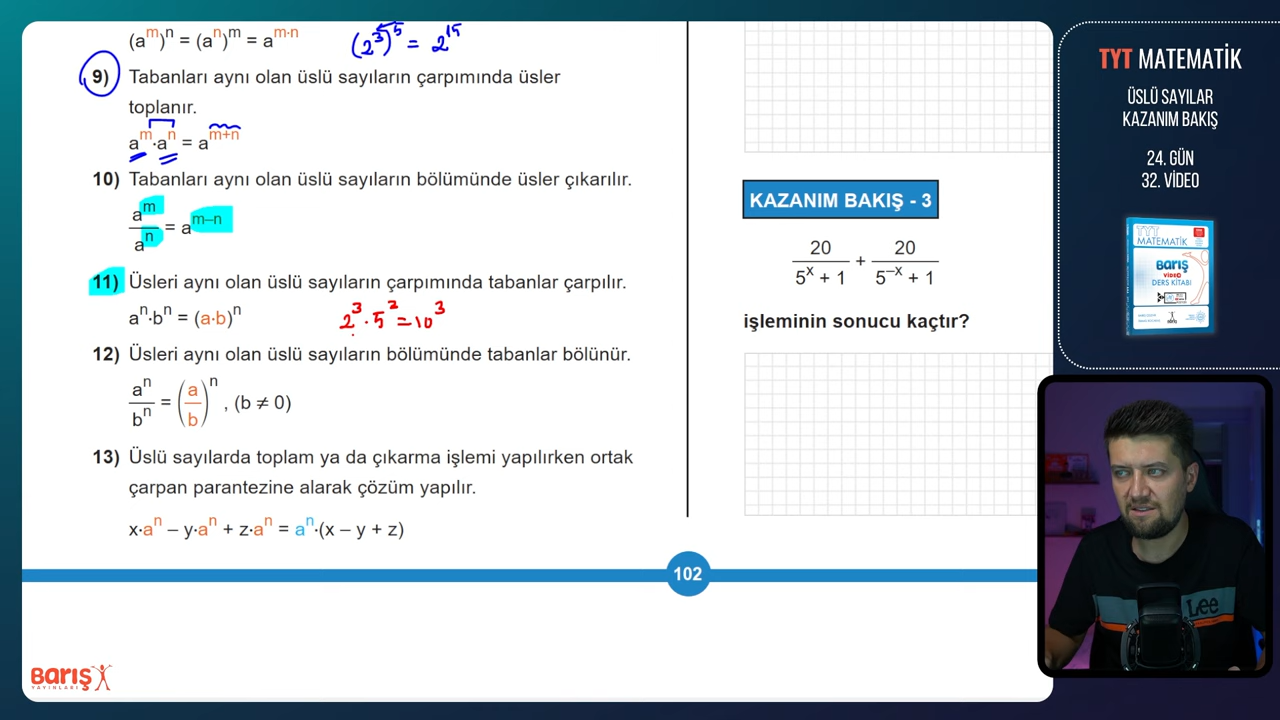 (a^m)^n = (a^n)^m = a^m·n
(2^3)^5 = 2^15
9) Tabanları aynı olan üslü sayıların çarpımında üsler
toplanır.
a^m·a^n = a^m+n
10) Tabanları aynı olan üslü sayıların bölümünde üsler çıkarılır.
a^m/a^n = a^m–n
11) Üsleri aynı olan üslü sayıların çarpımında tabanlar çarpılır.
a^n·b^n = (a·b)^n
2^3 · 5^2 = 10^3
12) Üsleri aynı olan üslü sayıların bölümünde tabanlar bölünür.
a^n/b^n = (a/b)^n , (b ≠ 0)
13) Üslü sayılarda toplam ya da çıkarma işlemi yapılırken ortak
çarpan parantezine alarak çözüm yapılır.
x·a^n – y·a^n + z·a^n = a^n·(x – y + z)
KAZANIM BAKIŞ - 3
20/(5^x + 1) + 20/(5^–x + 1)
işleminin sonucu kaçtır?
102
BARIŞ
YAYINLARI
TYT MATEMATİK
ÜSLÜ SAYILAR
KAZANIM BAKIŞ
24. GÜN
32. VİDEO
TYT
MATEMATİK
BARIŞ
VİDEO
DERS KİTABI
Lee